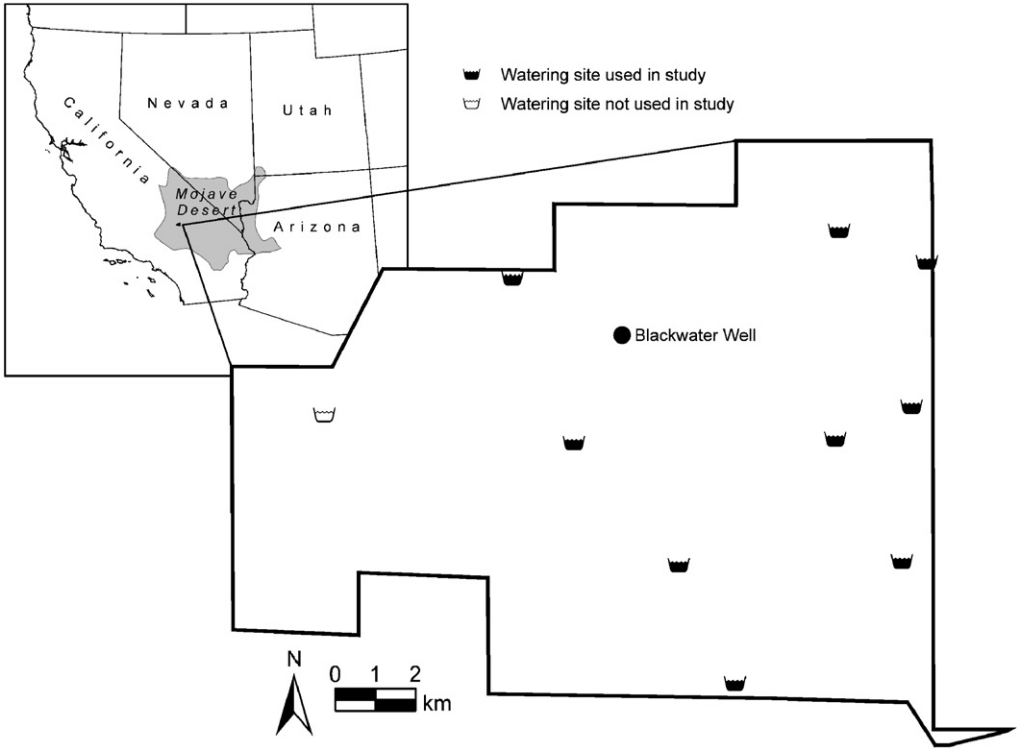 Watering site used in study
Watering site not used in study
Nevada
Utah
California
Mojave
Desert
Arizona
Blackwater Well
N
0 1 2
km